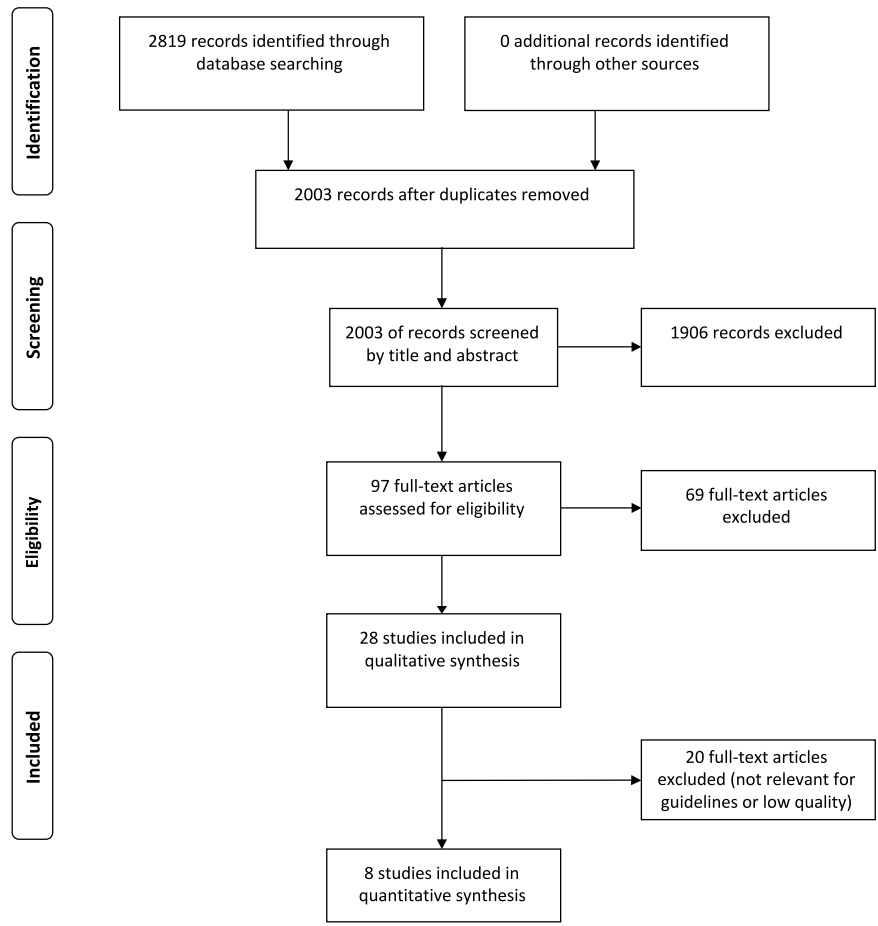 Identification
2819 records identified through
database searching
0 additional records identified
through other sources
2003 records after duplicates removed
Screening
2003 of records screened
by title and abstract
1906 records excluded
Eligibility
97 full-text articles
assessed for eligibility
69 full-text articles
excluded
28 studies included in
qualitative synthesis
Included
20 full-text articles
excluded (not relevant for
guidelines or low quality)
8 studies included in
quantitative synthesis